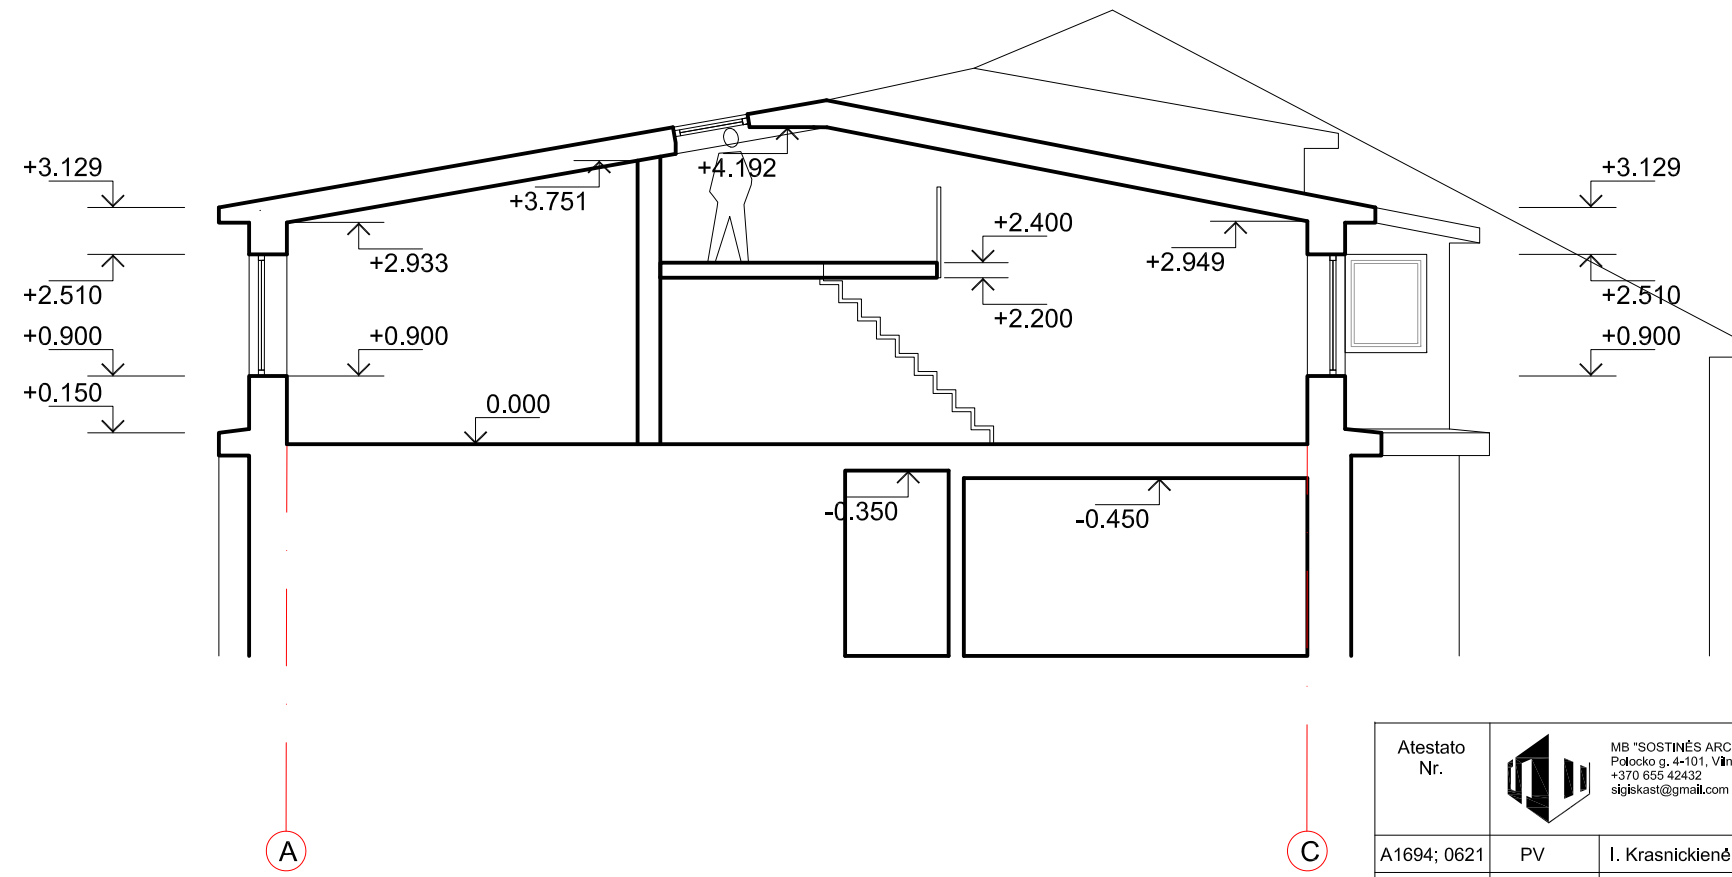 +3.129
+3.129
+4.192
+3.751
+2.400
+2.933
+2.949
+2.510
+2.510
+2.200
+0.900
+0.900
+0.900
+0.150
0.000
-0.350
-0.450
Atestato
Nr.
MB "SOSTINĖS ARC
Polocko g. 4-101, Viln
+370 655 42432
sigiskast@gmail.com
A
C
A1694; 0621 PV I. Krasnickienė